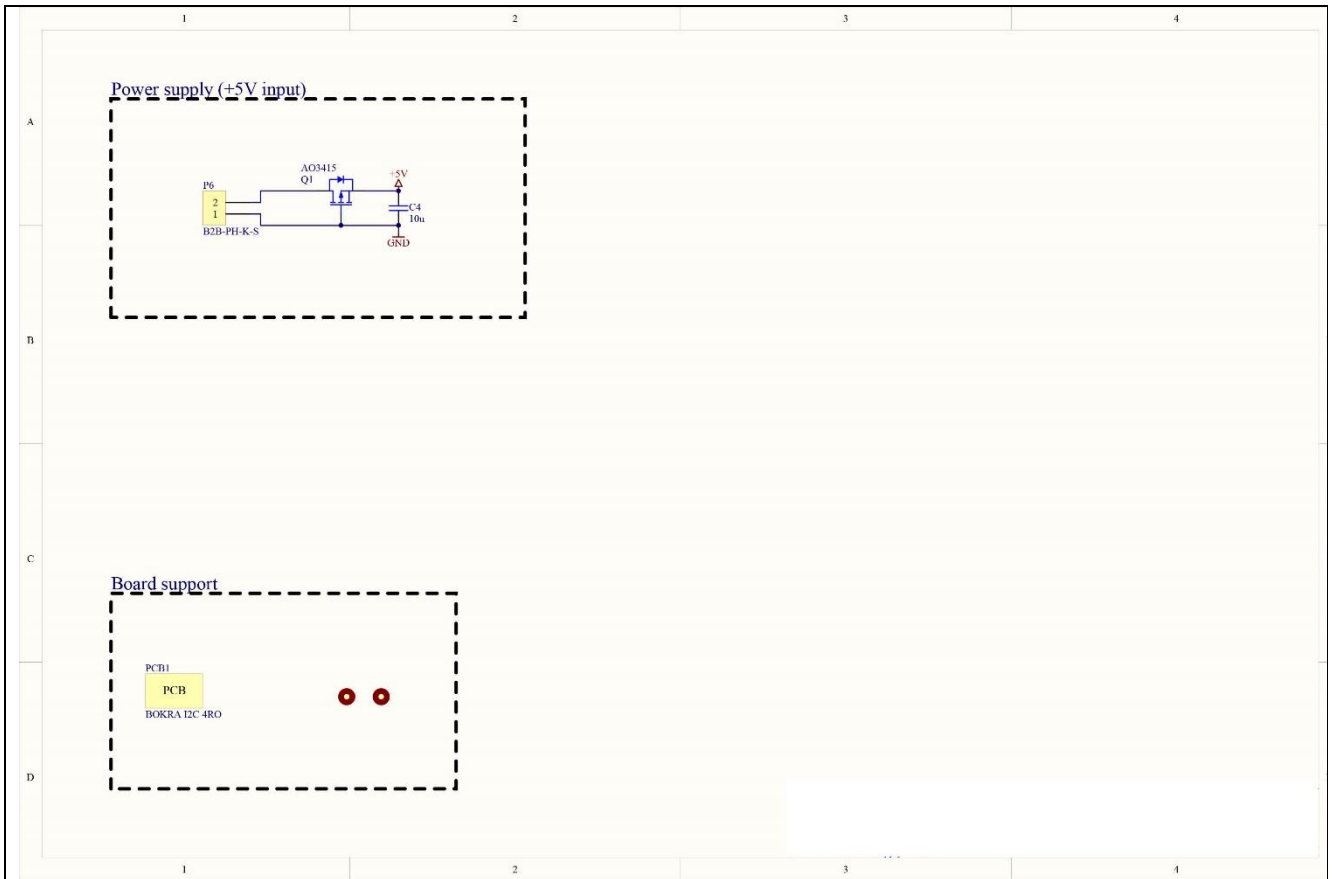 1 2 3 4
Power supply (+5V input)
A
AO3415
Q1
+5V
P6
2
1
C4
10u
B2B-PH-K-S
GND
B
C
Board support
PCB1
PCB
BOKRA I2C 4RO
D
1 2 3 4